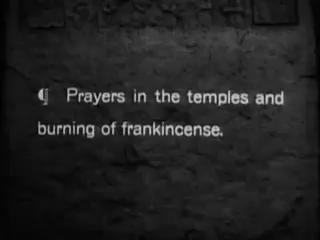 ¶ Prayers in the temples and
burning of frankincense.